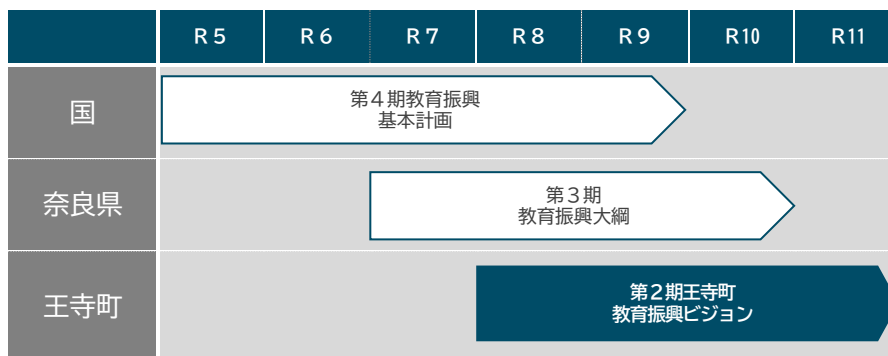 R５ R６ R７ R８ R９ R10 R11
国
第４期教育振興
基本計画
奈良県
第３期
教育振興大綱
王寺町
第２期王寺町
教育振興ビジョン